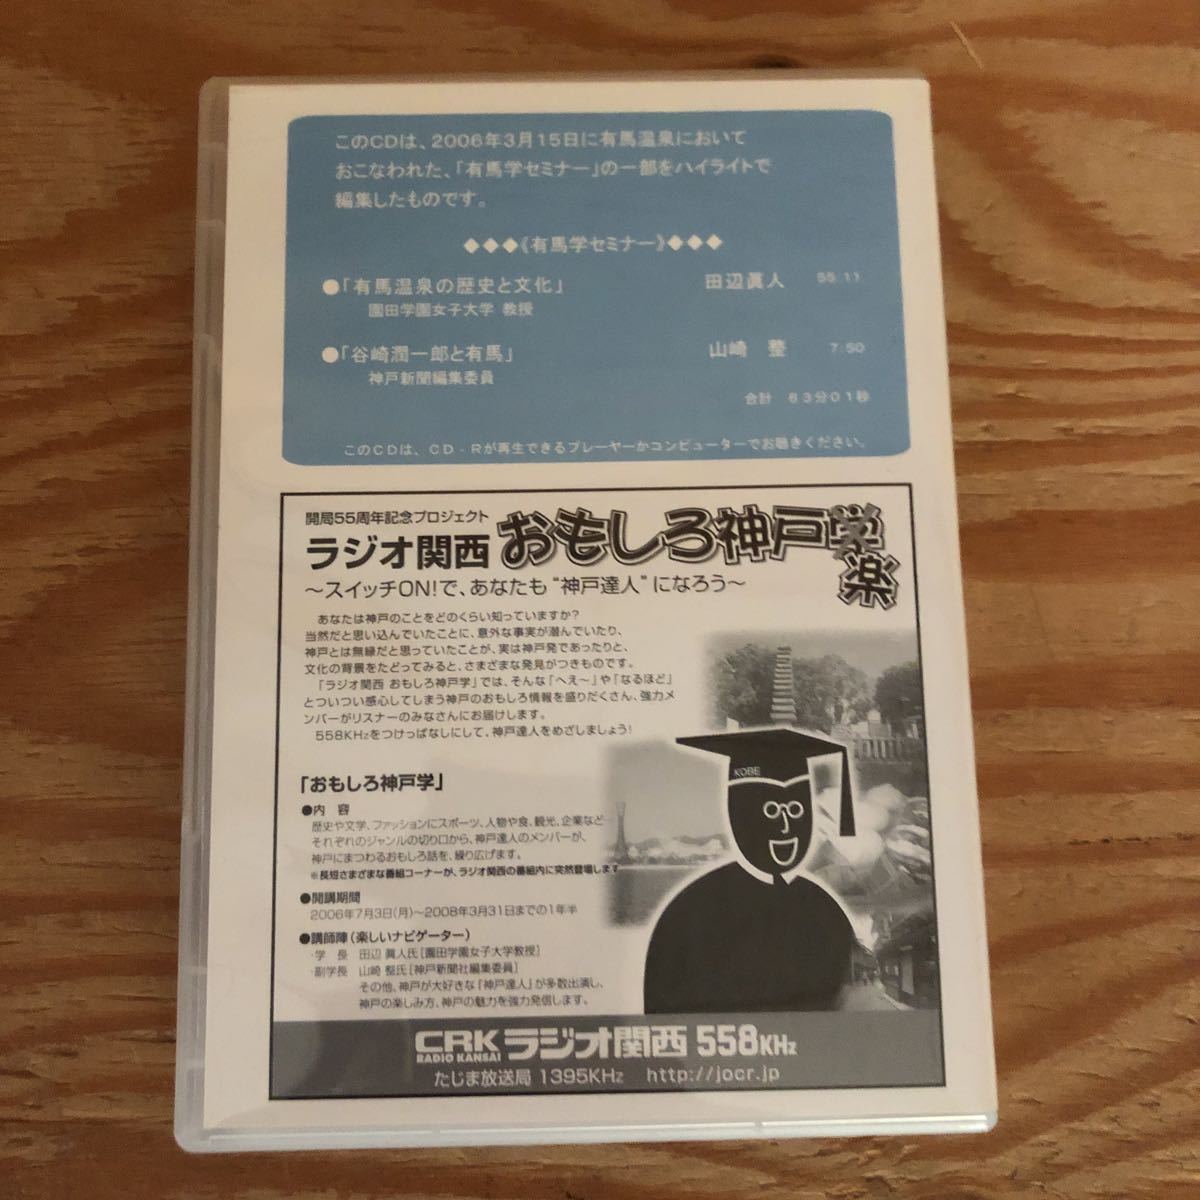 このCDは、2006年3月15日に有馬温泉において
おこなわれた、「有馬学セミナー」の一部をハイライトで
編集したものです。
◆◆◆《有馬学セミナー》◆◆◆
●「有馬温泉の歴史と文化」 田辺眞人 55:11
園田学園女子大学 教授
●「谷崎潤一郎と有馬」 山崎 整 7:50
神戸新聞編集委員
合計 63分01秒
このCDは、CD-Rが再生できるプレーヤーかコンピューターでお聴きください。
開局55周年記念プロジェクト
ラジオ関西 おもしろ神戸学
楽
～スイッチON!で、あなたも“神戸達人”になろう～
あなたは神戸のことをどのくらい知っていますか?
当然だと思い込んでいたことに、意外な事実が潜んでいたり、
神戸とは無縁だと思っていたことが、実は神戸発であったりと、
文化の背景をたどってみると、さまざまな発見がつきものです。
「ラジオ関西 おもしろ神戸学」では、そんな「へえ～」や「なるほど」
とついつい感心してしまう神戸のおもしろ情報を盛りだくさん、強力メ
ンバーがリスナーのみなさんにお届けします。
558KHzをつけっぱなしにして、神戸達人をめざしましょう!
「おもしろ神戸学」
●内 容
歴史や文学、ファッションにスポーツ、人物や食、観光、企業など…
それぞれのジャンルの切り口から、神戸達人のメンバーが、
神戸にまつわるおもしろ話を、繰り広げます。
※長短さまざまな番組コーナーが、ラジオ関西の番組内に突然登場します
●開講期間
2006年7月3日(月)～2008年3月31日までの1年半
●講師陣(楽しいナビゲーター)
・学 長 田辺 眞人氏[園田学園女子大学教授]
・副学長 山崎 整氏[神戸新聞社編集委員]
その他、神戸が大好きな「神戸達人」が多数出演し、
神戸の楽しみ方、神戸の魅力を強力発信します。
KOBE
CRK ラジオ関西 558KHz
RADIO KANSAI
たじま放送局 1395KHz http://jocr.jp